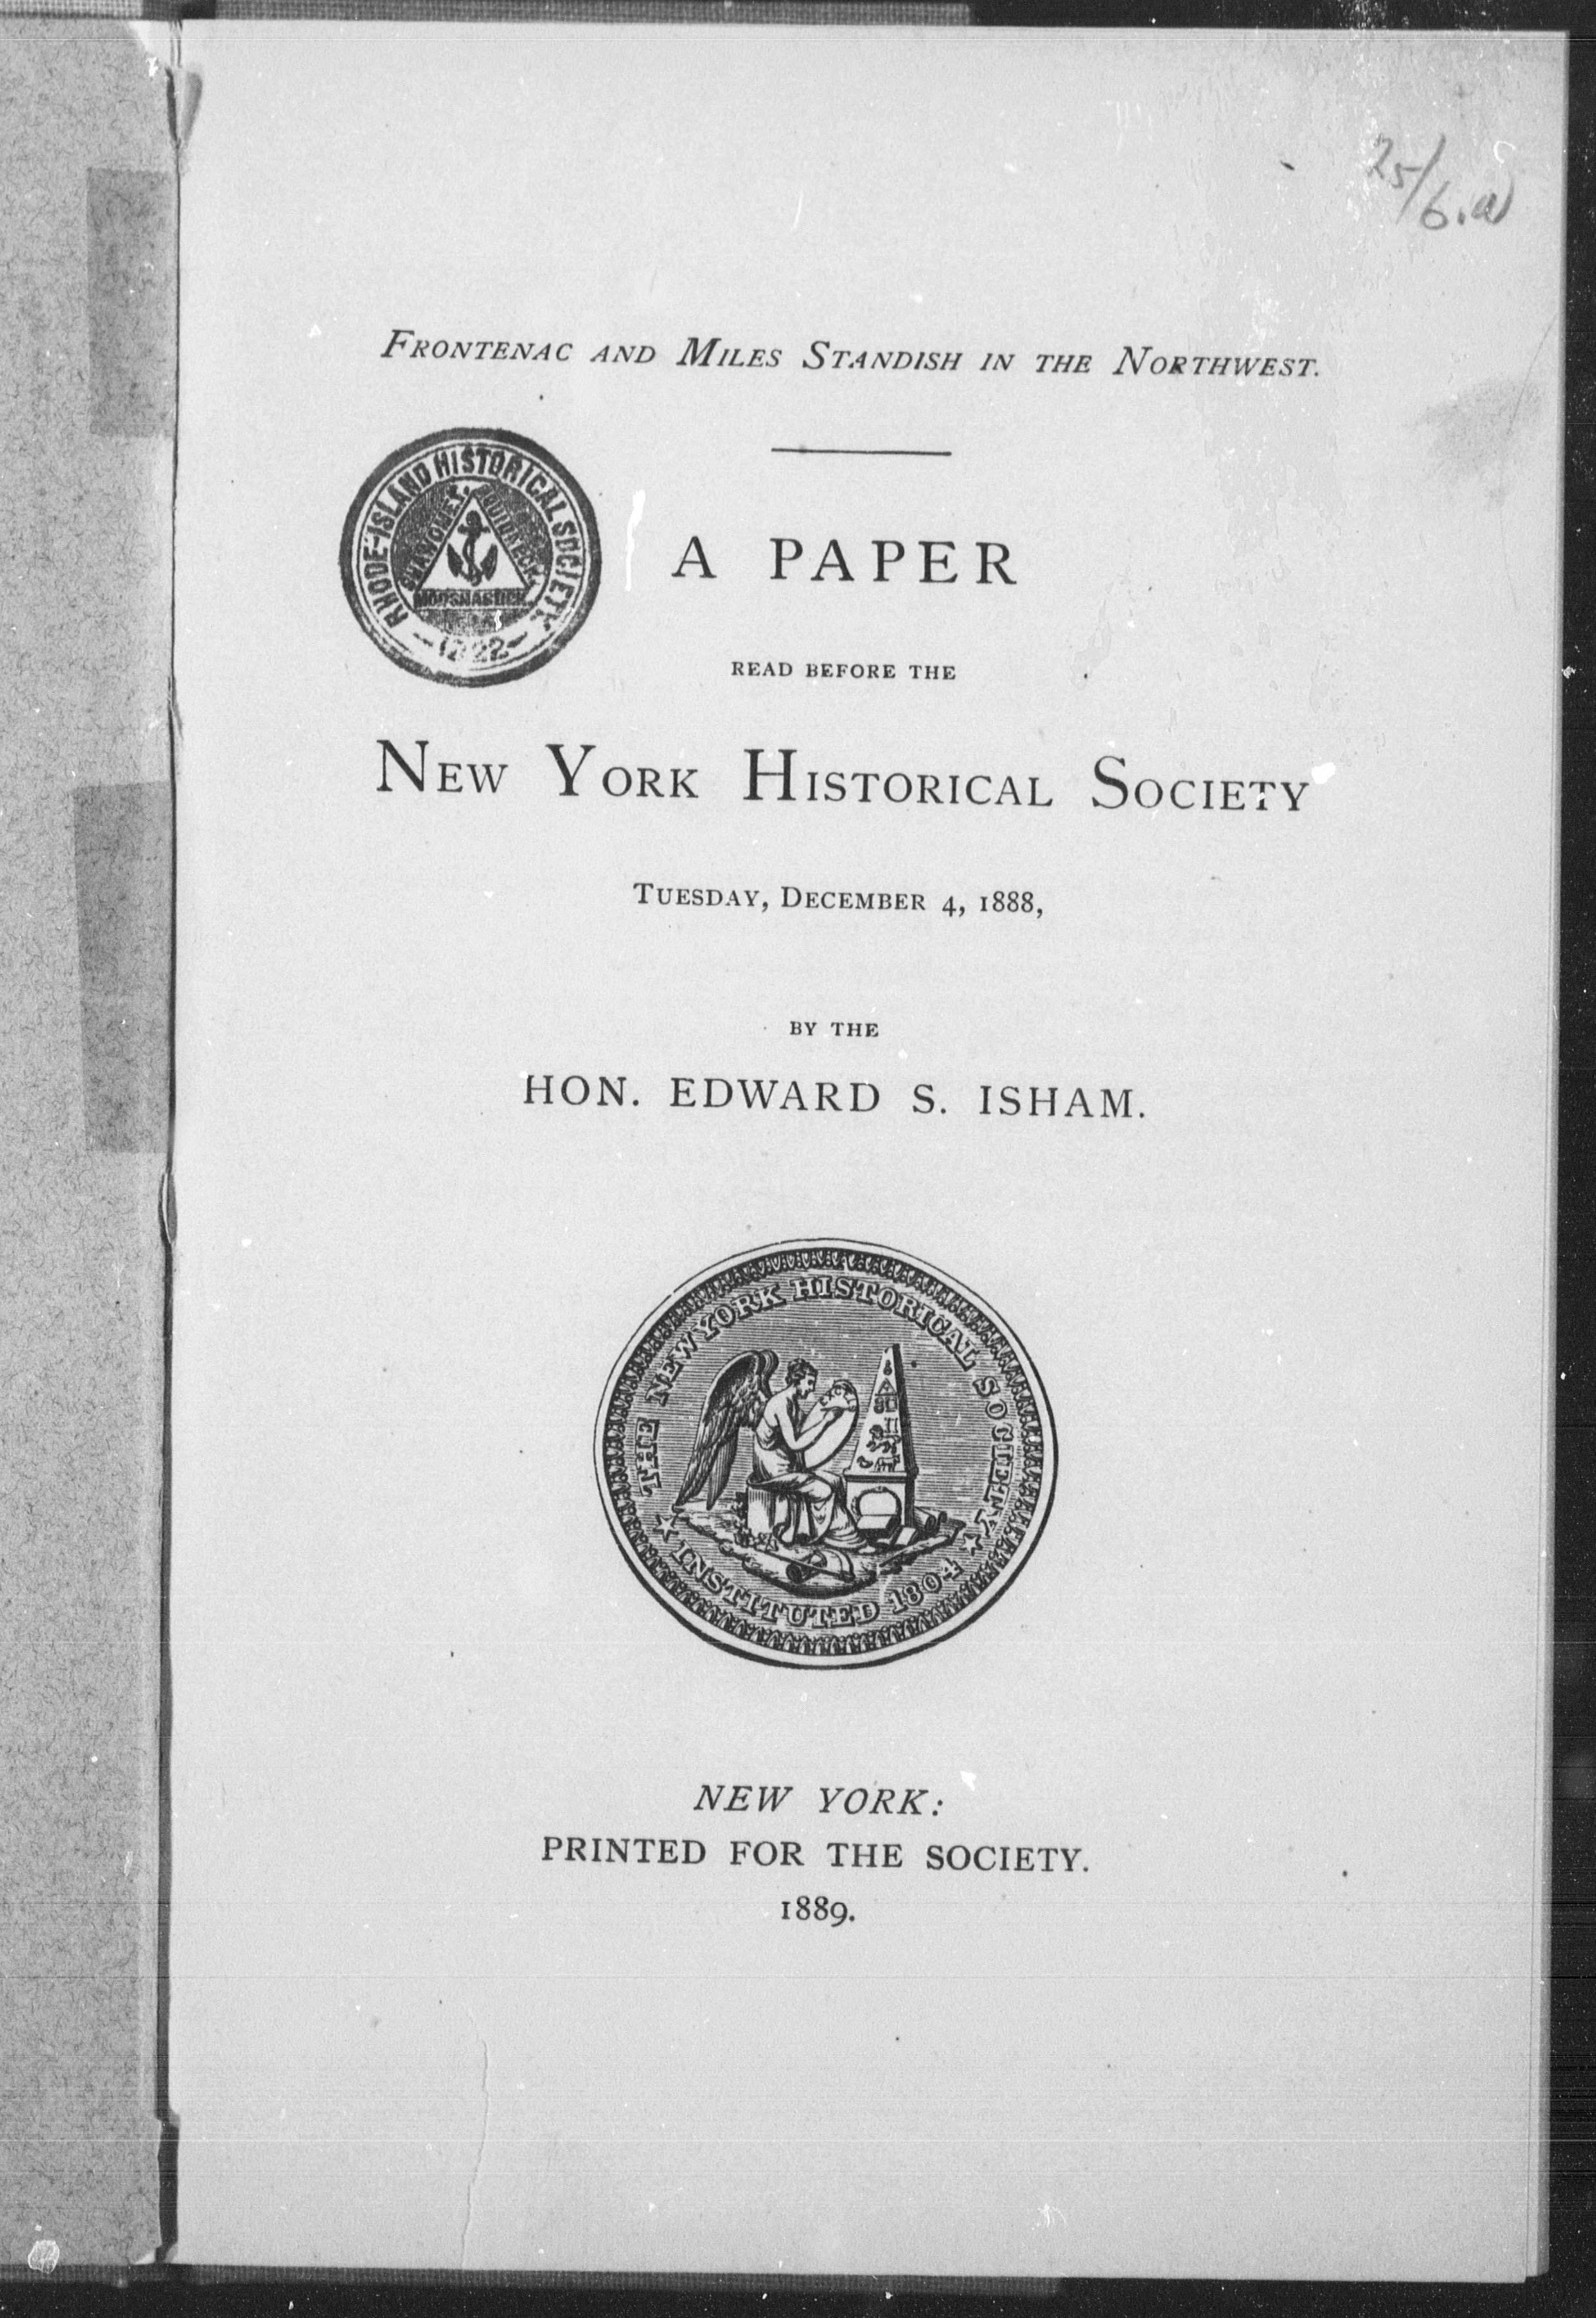 25/6.
FRONTENAC AND MILES STANDISH IN THE NORTHWEST.
RHODE-ISLAND HISTORICAL SOCIETY.
MOOSHASUCK
1822
A PAPER
READ BEFORE THE
NEW YORK HISTORICAL SOCIETY
TUESDAY, DECEMBER 4, 1888,
BY THE
HON. EDWARD S. ISHAM.
THE NEW YORK HISTORICAL SOCIETY
INSTITUTED 1804
NEW YORK:
PRINTED FOR THE SOCIETY.
1889.